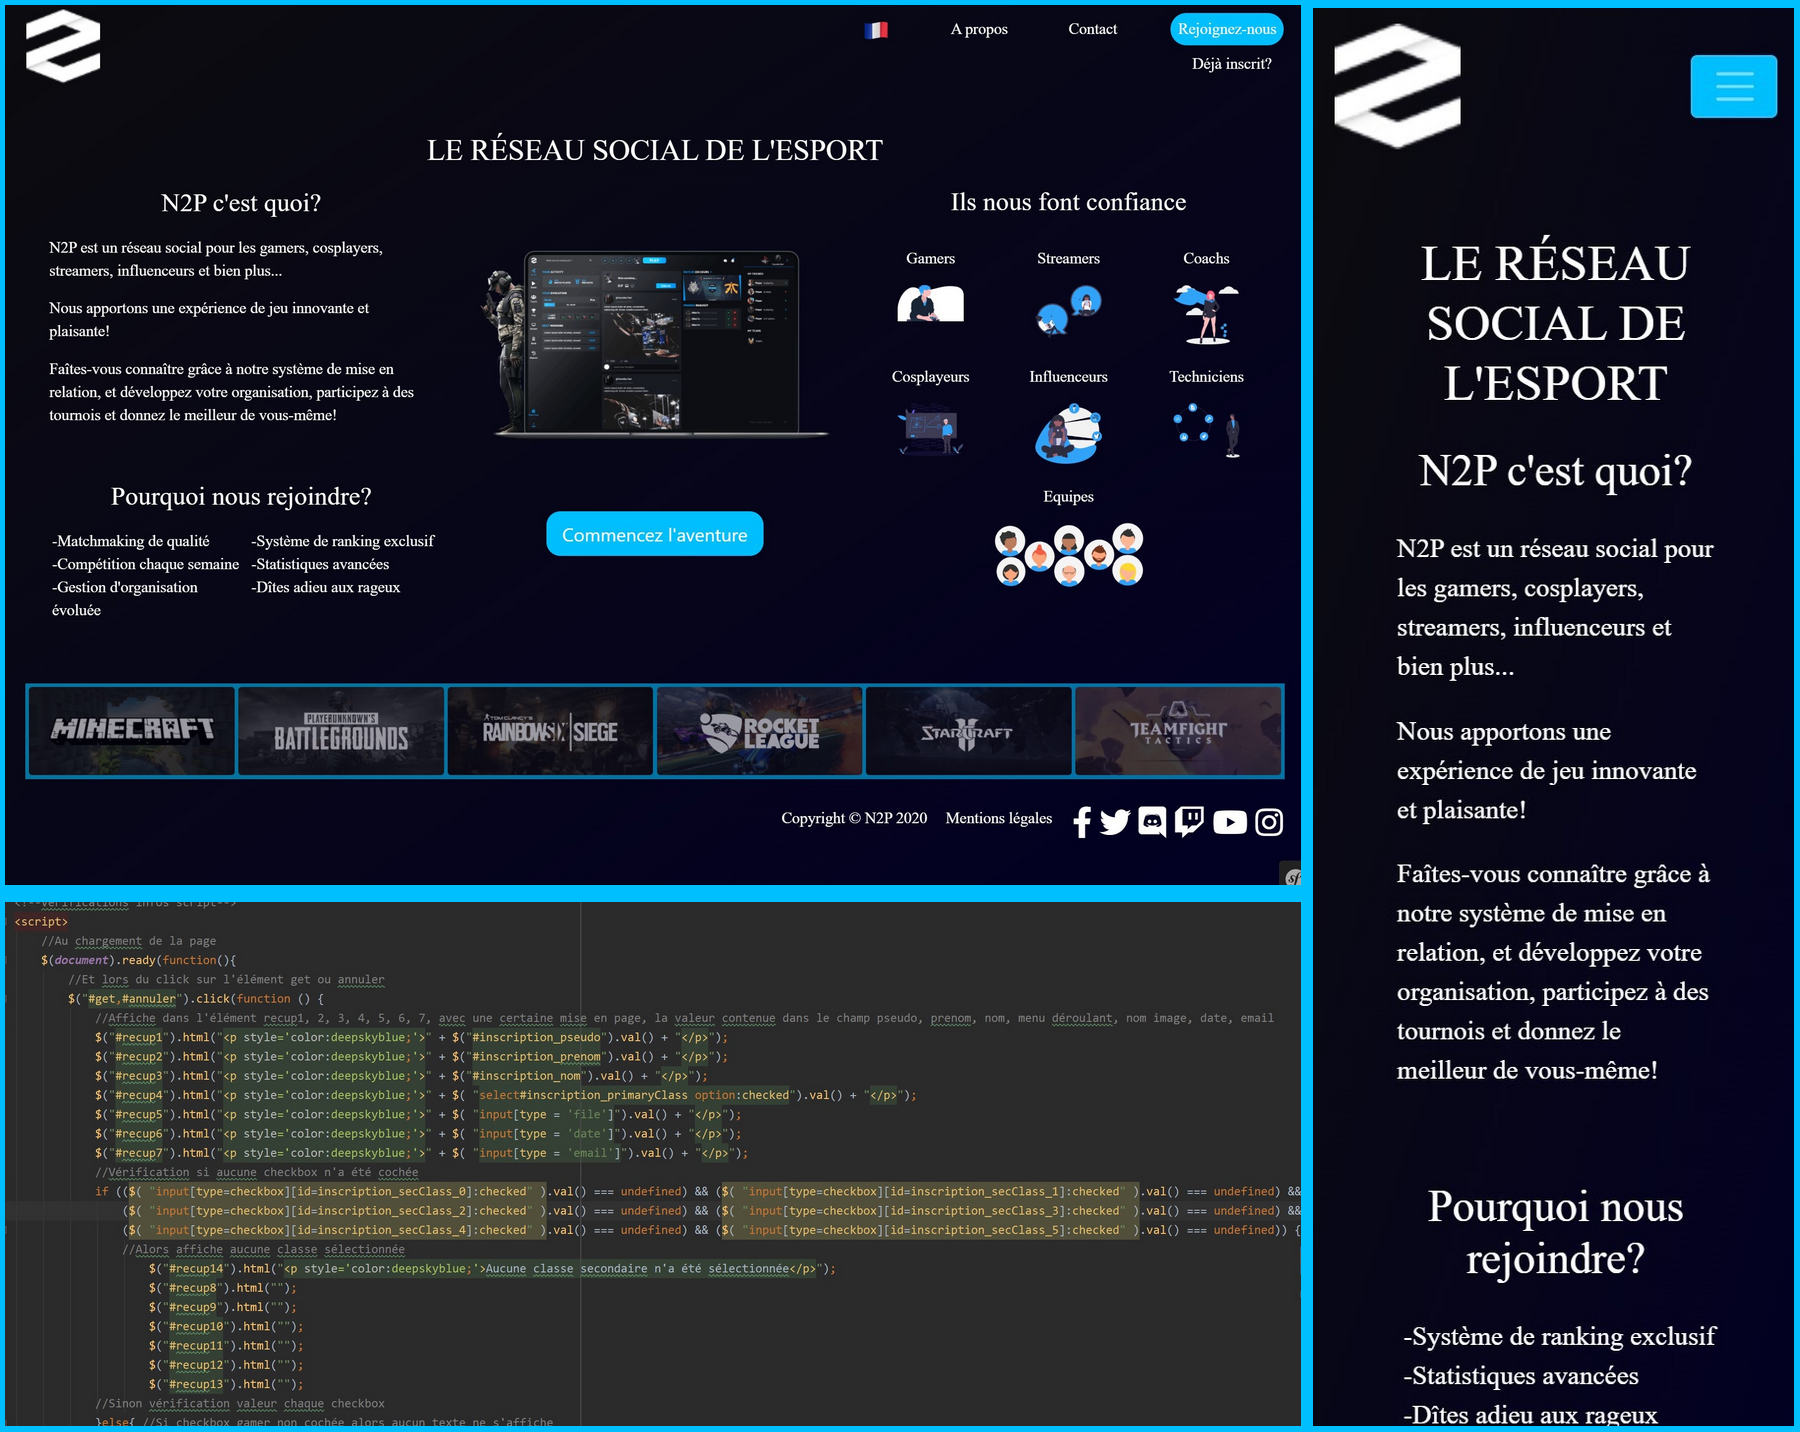 A propos
Contact
Rejoignez-nous
Déjà inscrit?
LE RÉSEAU SOCIAL DE L'ESPORT
N2P c'est quoi?
N2P est un réseau social pour les gamers, cosplayers,
streamers, influenceurs et bien plus...
Nous apportons une expérience de jeu innovante et
plaisante!
Faîtes-vous connaître grâce à notre système de mise en
relation, et développez votre organisation, participez à des
tournois et donnez le meilleur de vous-même!
Pourquoi nous rejoindre?
-Matchmaking de qualité
-Compétition chaque semaine
-Gestion d'organisation
évoluée
-Système de ranking exclusif
-Statistiques avancées
-Dîtes adieu aux rageux
Commencez l'aventure
Ils nous font confiance
Gamers
Streamers
Coachs
Cosplayeurs
Influenceurs
Techniciens
Equipes
MINECRAFT
PLAYERUNKNOWN'S
BATTLEGROUNDS
TOM CLANCY'S
RAINBOWSIX | SIEGE
ROCKET
LEAGUE
STARCRAFT
II
TEAMFIGHT
TACTICS
Copyright © N2P 2020
Mentions légales
sf
<!--Vérifications infos script-->
<script>
//Au chargement de la page
$(document).ready(function(){
//Et lors du click sur l'élément get ou annuler
$("#get,#annuler").click(function () {
//Affiche dans l'élément recup1, 2, 3, 4, 5, 6, 7, avec une certaine mise en page, la valeur contenue dans le champ pseudo, prenom, nom, menu déroulant, nom image, date, email
$("#recup1").html("<p style='color:deepskyblue;'>" + $("#inscription_pseudo").val() + "</p>");
$("#recup2").html("<p style='color:deepskyblue;'>" + $("#inscription_prenom").val() + "</p>");
$("#recup3").html("<p style='color:deepskyblue;'>" + $("#inscription_nom").val() + "</p>");
$("#recup4").html("<p style='color:deepskyblue;'>" + $( "select#inscription_primaryClass option:checked").val() + "</p>");
$("#recup5").html("<p style='color:deepskyblue;'>" + $( "input[type = 'file']").val() + "</p>");
$("#recup6").html("<p style='color:deepskyblue;'>" + $( "input[type = 'date']").val() + "</p>");
$("#recup7").html("<p style='color:deepskyblue;'>" + $( "input[type = 'email']").val() + "</p>");
//Vérification si aucune checkbox n'a été cochée
if (($( "input[type=checkbox][id=inscription_secClass_0]:checked" ).val() === undefined) && ($( "input[type=checkbox][id=inscription_secClass_1]:checked" ).val() === undefined) &&
($( "input[type=checkbox][id=inscription_secClass_2]:checked" ).val() === undefined) && ($( "input[type=checkbox][id=inscription_secClass_3]:checked" ).val() === undefined) &&
($( "input[type=checkbox][id=inscription_secClass_4]:checked" ).val() === undefined) && ($( "input[type=checkbox][id=inscription_secClass_5]:checked" ).val() === undefined)) {
//Alors affiche aucune classe sélectionnée
$("#recup14").html("<p style='color:deepskyblue;'>Aucune classe secondaire n'a été sélectionnée</p>");
$("#recup8").html("");
$("#recup9").html("");
$("#recup10").html("");
$("#recup11").html("");
$("#recup12").html("");
$("#recup13").html("");
//Sinon vérification valeur chaque checkbox
}else{ //Si checkbox gamer non cochée alors aucun texte ne s'affiche
LE RÉSEAU
SOCIAL DE
L'ESPORT
N2P c'est quoi?
N2P est un réseau social pour
les gamers, cosplayers,
streamers, influenceurs et
bien plus...
Nous apportons une
expérience de jeu innovante
et plaisante!
Faîtes-vous connaître grâce à
notre système de mise en
relation, et développez votre
organisation, participez à des
tournois et donnez le
meilleur de vous-même!
Pourquoi nous
rejoindre?
-Système de ranking exclusif
-Statistiques avancées
-Dîtes adieu aux rageux